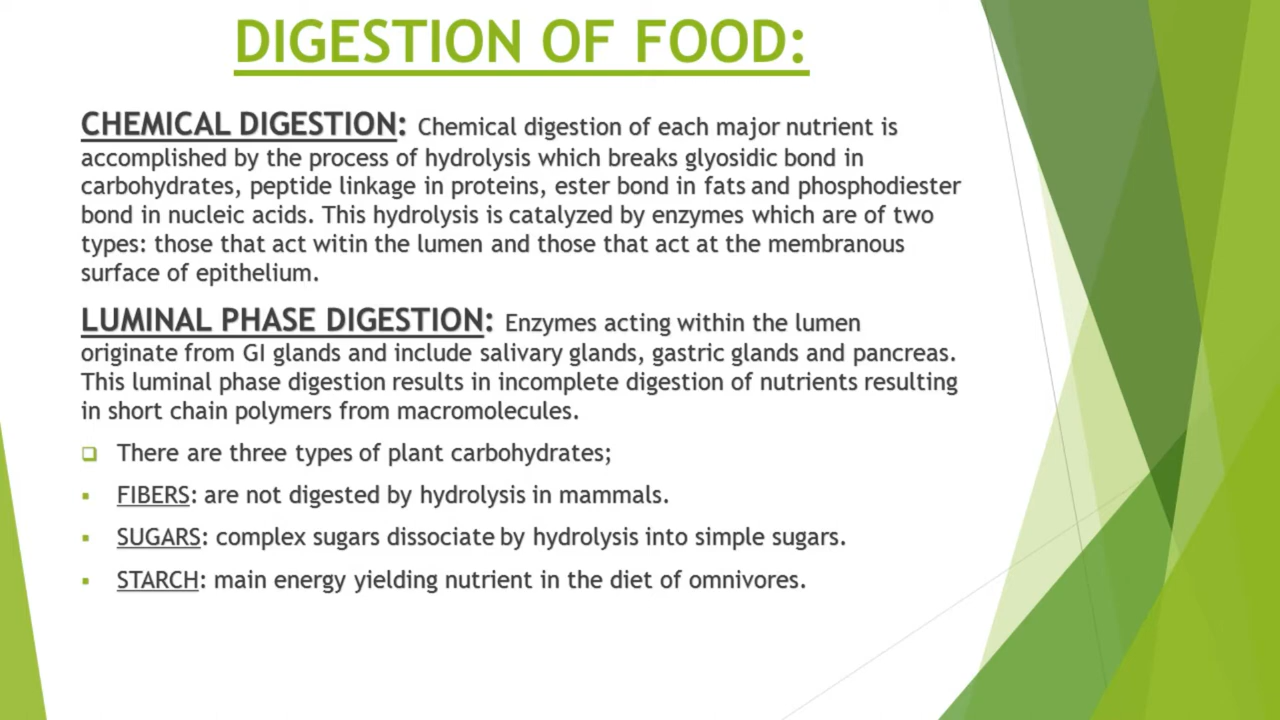 DIGESTION OF FOOD:
CHEMICAL DIGESTION: Chemical digestion of each major nutrient is
accomplished by the process of hydrolysis which breaks glyosidic bond in
carbohydrates, peptide linkage in proteins, ester bond in fats and phosphodiester
bond in nucleic acids. This hydrolysis is catalyzed by enzymes which are of two
types: those that act witin the lumen and those that act at the membranous
surface of epithelium.
LUMINAL PHASE DIGESTION: Enzymes acting within the lumen
originate from GI glands and include salivary glands, gastric glands and pancreas.
This luminal phase digestion results in incomplete digestion of nutrients resulting
in short chain polymers from macromolecules.
There are three types of plant carbohydrates;
FIBERS: are not digested by hydrolysis in mammals.
SUGARS: complex sugars dissociate by hydrolysis into simple sugars.
STARCH: main energy yielding nutrient in the diet of omnivores.